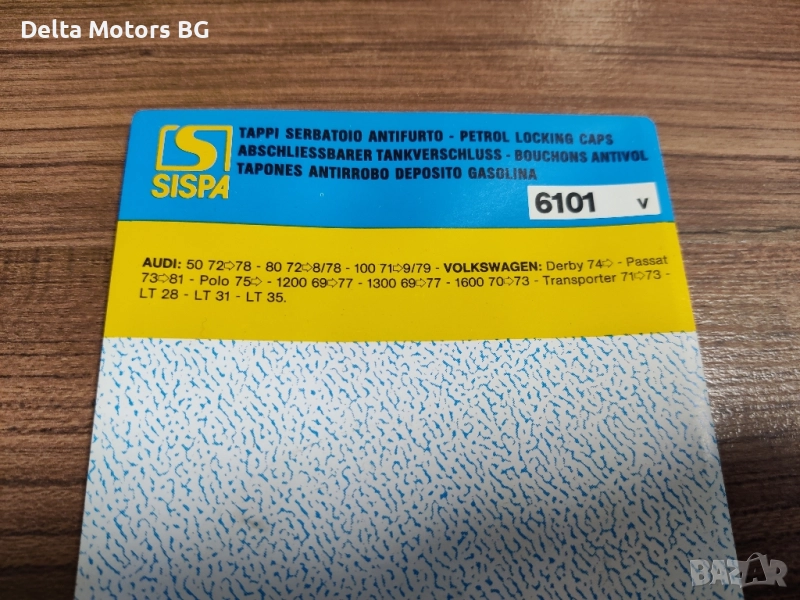 Delta Motors BG
SISPA
TAPPI SERBATOIO ANTIFURTO - PETROL LOCKING CAPS
ABSCHLIESSBARER TANKVERSCHLUSS - BOUCHONS ANTIVOL
TAPONES ANTIRROBO DEPOSITO GASOLINA
6101 V
AUDI: 50 72➩78 - 80 72➩8/78 - 100 71➩9/79 - VOLKSWAGEN: Derby 74➩ - Passat
73➩81 - Polo 75➩ - 1200 69➩77 - 1300 69➩77 - 1600 70➩73 - Transporter 71➩73 -
LT 28 - LT 31 - LT 35.
BAZAR